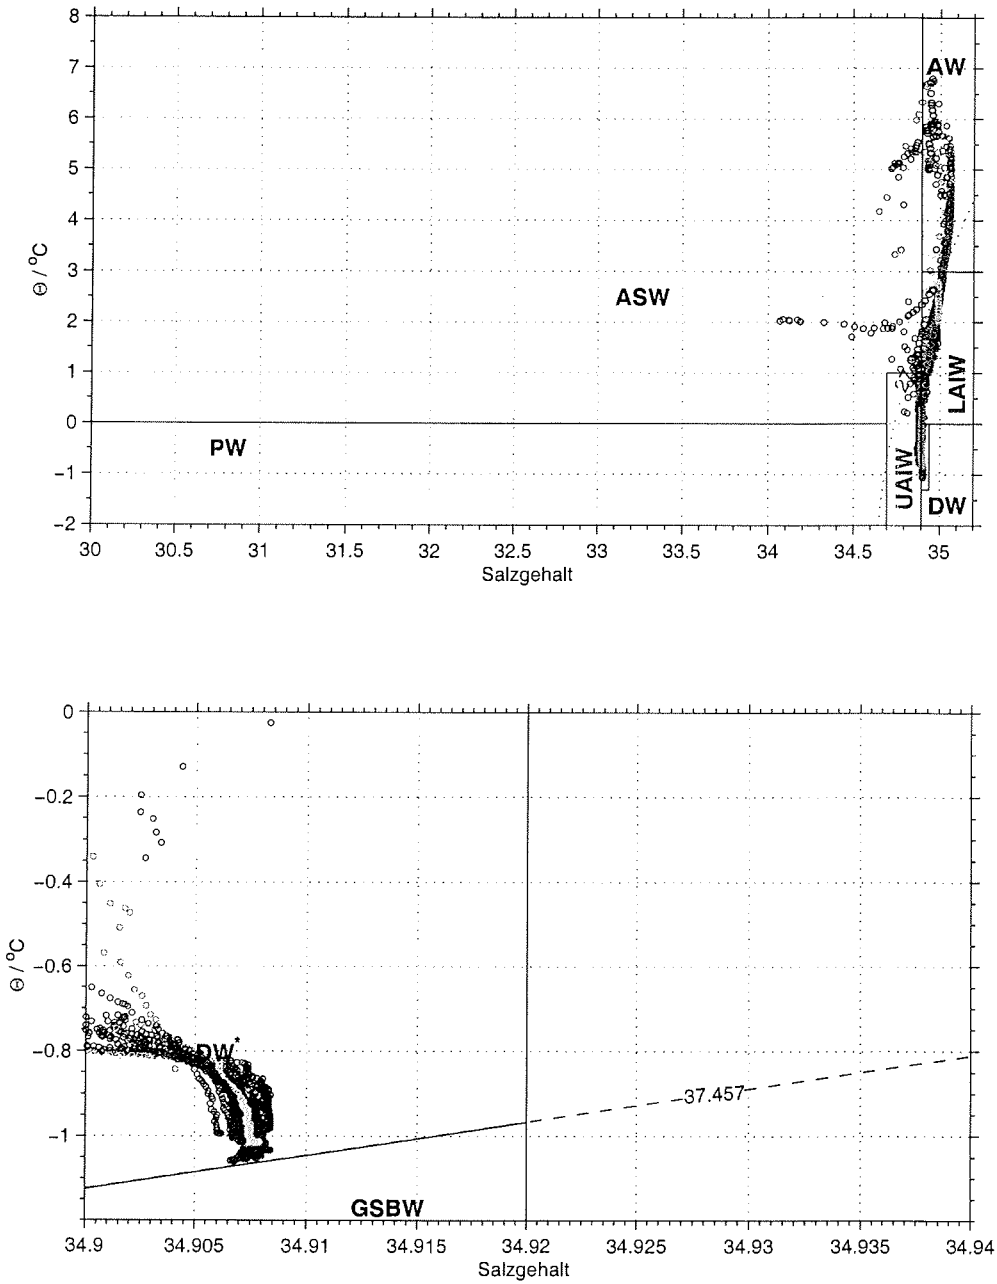 8
7
6
5
4
3
2
1
0
−1
−2
Θ / °C
AW
ASW
LAIW
PW
UAIW
DW
30 30.5 31 31.5 32 32.5 33 33.5 34 34.5 35
Salzgehalt
0
−0.2
−0.4
−0.6
−0.8
−1
Θ / °C
DW*
37.457
GSBW
34.9 34.905 34.91 34.915 34.92 34.925 34.93 34.935 34.94
Salzgehalt